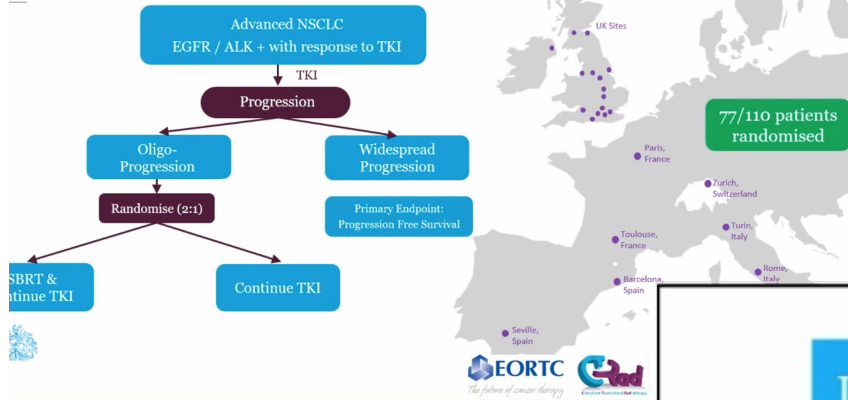 Advanced NSCLC
EGFR / ALK + with response to TKI
TKI
Progression
Oligo-
Progression
Widespread
Progression
Randomise (2:1)
Primary Endpoint:
Progression Free Survival
SBRT &
ntinue TKI
Continue TKI
UK Sites
77/110 patients
randomised
Paris,
France
Zurich,
Switzerland
Turin,
Italy
Toulouse,
France
Rome,
Italy
Barcelona,
Spain
Seville,
Spain
EORTC
The future of cancer therapy
Rad